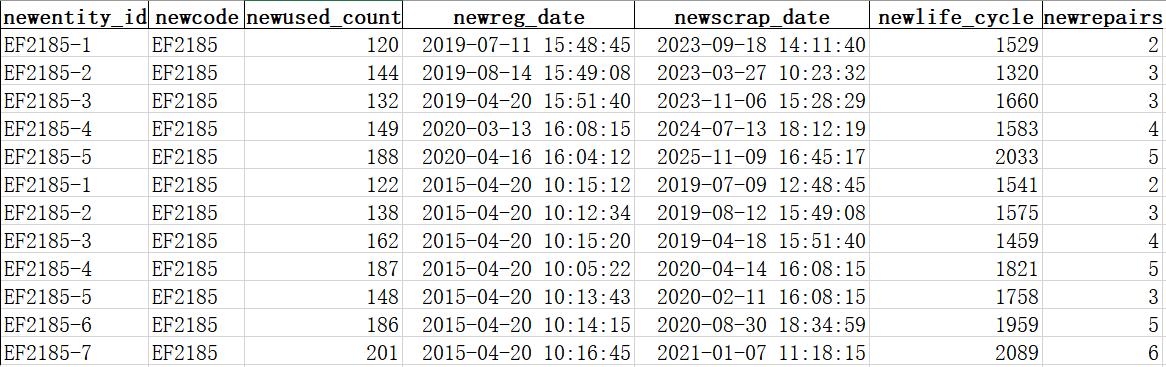 newentity_id newcode newused_count newreg_date newscrap_date newlife_cycle newrepairs
EF2185-1 EF2185 120 2019-07-11 15:48:45 2023-09-18 14:11:40 1529 2
EF2185-2 EF2185 144 2019-08-14 15:49:08 2023-03-27 10:23:32 1320 3
EF2185-3 EF2185 132 2019-04-20 15:51:40 2023-11-06 15:28:29 1660 3
EF2185-4 EF2185 149 2020-03-13 16:08:15 2024-07-13 18:12:19 1583 4
EF2185-5 EF2185 188 2020-04-16 16:04:12 2025-11-09 16:45:17 2033 5
EF2185-1 EF2185 122 2015-04-20 10:15:12 2019-07-09 12:48:45 1541 2
EF2185-2 EF2185 138 2015-04-20 10:12:34 2019-08-12 15:49:08 1575 3
EF2185-3 EF2185 162 2015-04-20 10:15:20 2019-04-18 15:51:40 1459 4
EF2185-4 EF2185 187 2015-04-20 10:05:22 2020-04-14 16:08:15 1821 5
EF2185-5 EF2185 148 2015-04-20 10:13:43 2020-02-11 16:08:15 1758 3
EF2185-6 EF2185 186 2015-04-20 10:14:15 2020-08-30 18:34:59 1959 5
EF2185-7 EF2185 201 2015-04-20 10:16:45 2021-01-07 11:18:15 2089 6